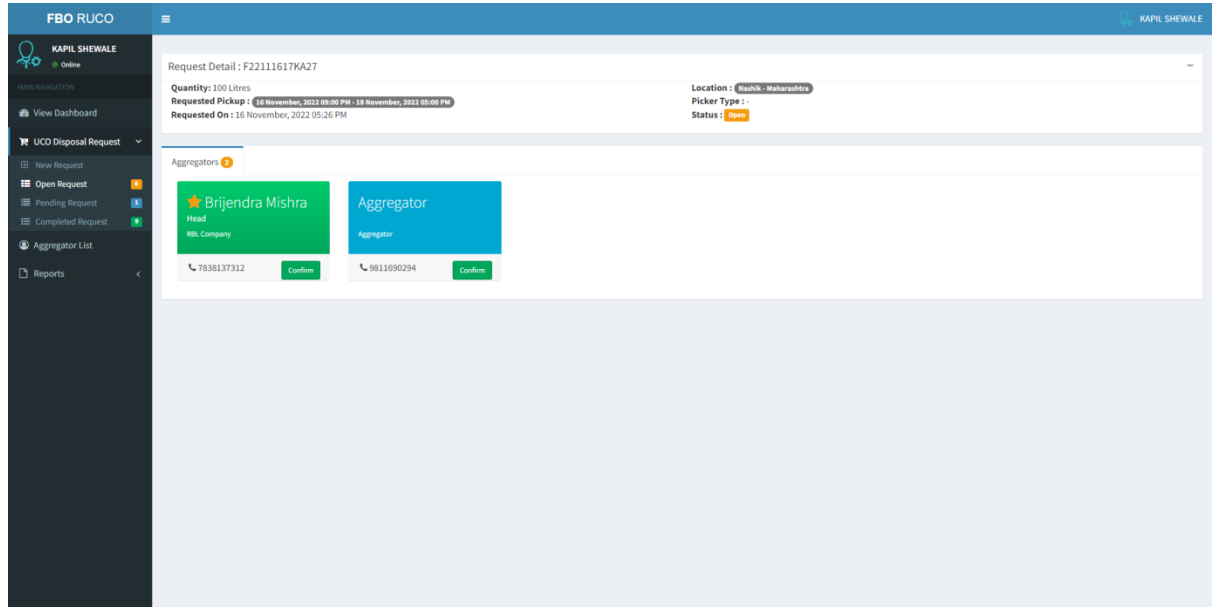 FBO RUCO
KAPIL SHEWALE
KAPIL SHEWALE
Online
MAIN NAVIGATION
View Dashboard
UCO Disposal Request
New Request
Open Request 6
Pending Request 1
Completed Request 9
Aggregator List
Reports
Request Detail : F22111617KA27
Quantity: 100 Litres
Requested Pickup : 16 November, 2022 09:00 PM - 18 November, 2022 05:00 PM
Requested On : 16 November, 2022 05:26 PM
Location : Nashik - Maharashtra
Picker Type : -
Status : Open
Aggregators 2
Brijendra Mishra
Head
RBL Company
7838137312 Confirm
Aggregator
Aggregator
9811690294 Confirm